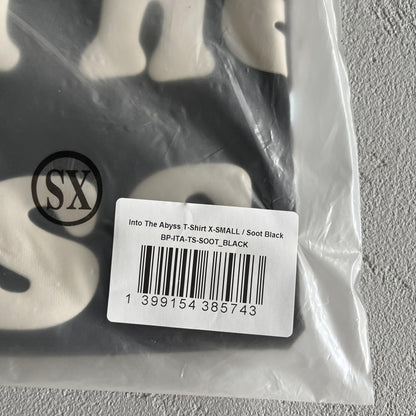 SX
Into The Abyss T-Shirt X-SMALL / Soot Black
BP-ITA-TS-SOOT_BLACK
1 399154 385743